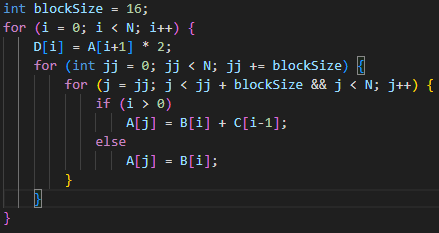 int blockSize = 16;
for (i = 0; i < N; i++) {
    D[i] = A[i+1] * 2;
    for (int jj = 0; jj < N; jj += blockSize) {
        for (j = jj; j < jj + blockSize && j < N; j++) {
            if (i > 0)
                A[j] = B[i] + C[i-1];
            else
                A[j] = B[i];
        }
    }
}